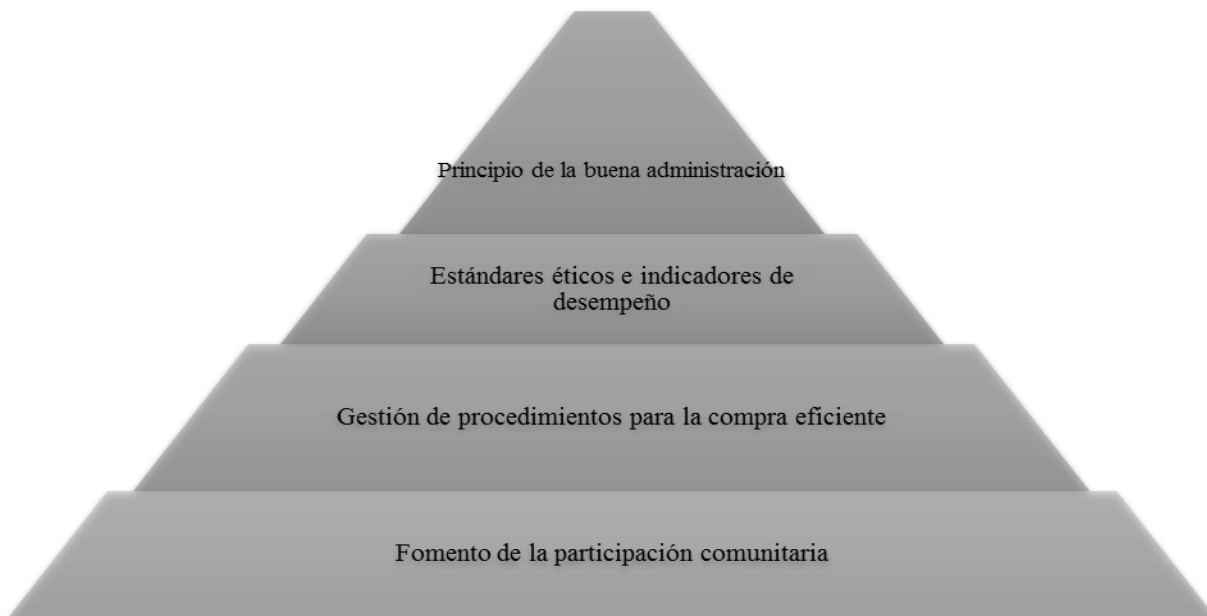 Principio de la buena administración
Estándares éticos e indicadores de
desempeño
Gestión de procedimientos para la compra eficiente
Fomento de la participación comunitaria